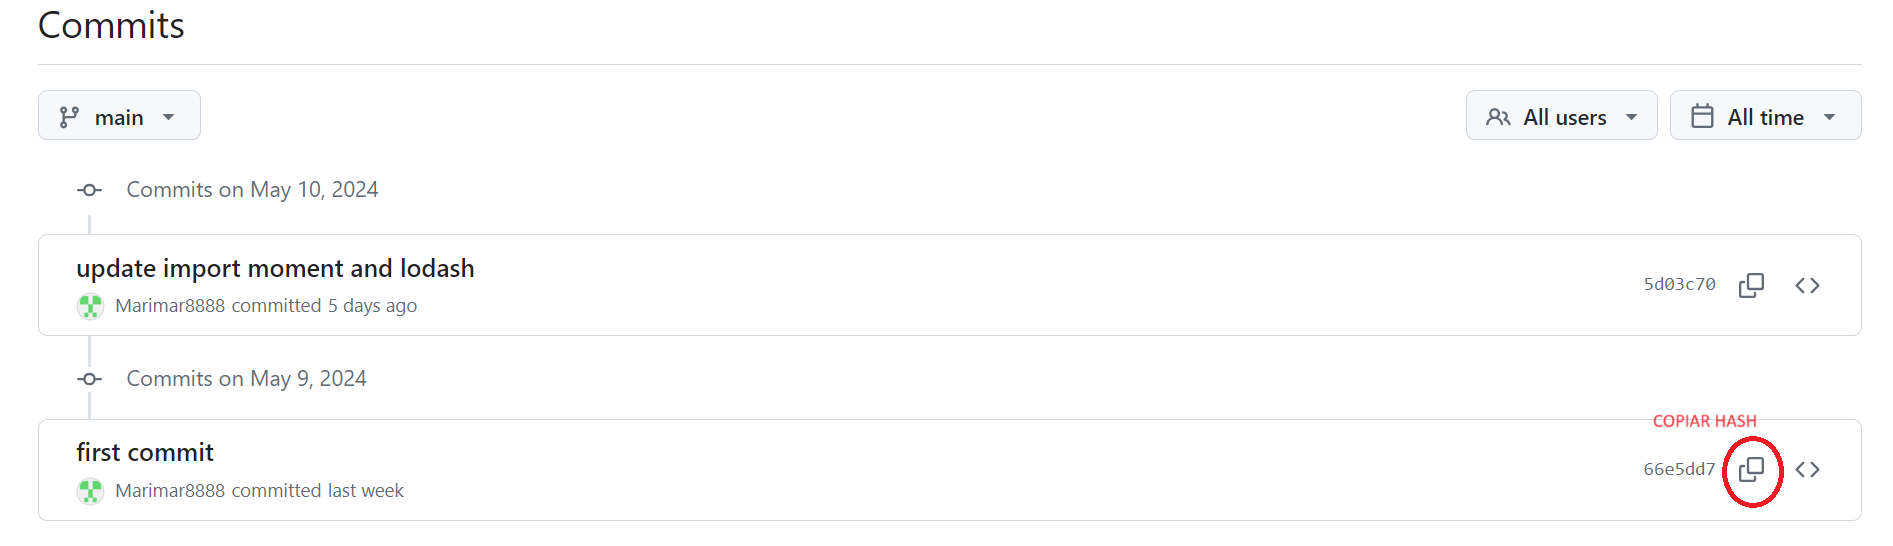 Commits
main
All users
All time
Commits on May 10, 2024
update import moment and lodash
5d03c70
Marimar8888 committed 5 days ago
Commits on May 9, 2024
COPIAR HASH
first commit
66e5dd7
Marimar8888 committed last week